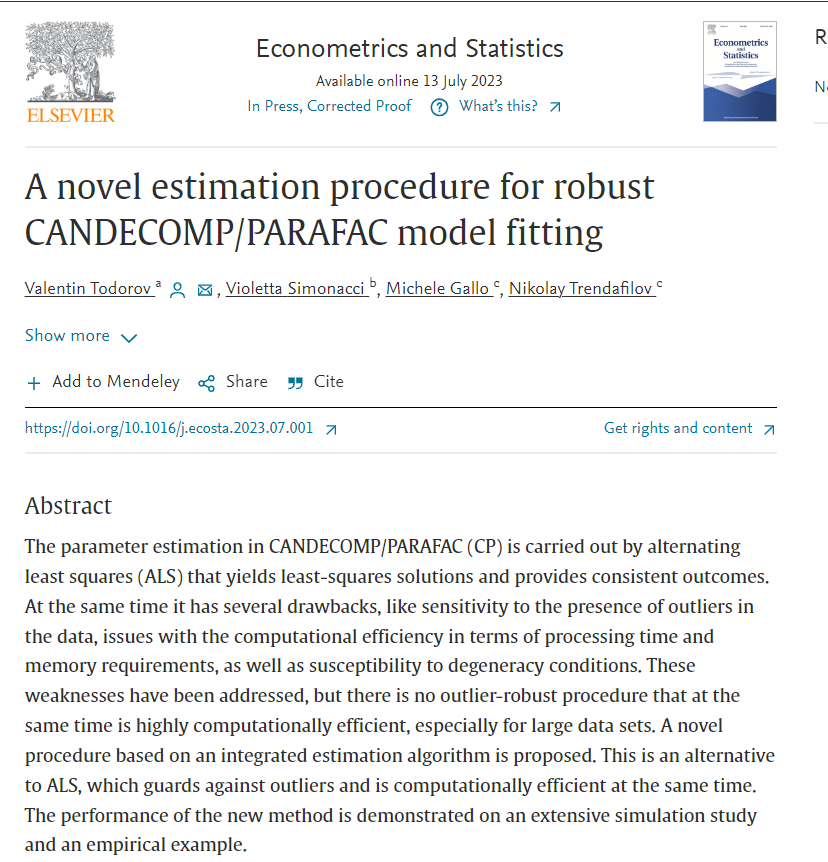 ELSEVIER
Econometrics and Statistics
Available online 13 July 2023
In Press, Corrected Proof ? What's this? ↗
Econometrics
and
Statistics
R
A novel estimation procedure for robust
CANDECOMP/PARAFAC model fitting
Valentin Todorov a, Violetta Simonacci b, Michele Gallo c, Nikolay Trendafilov c
Show more
+ Add to Mendeley Share Cite
https://doi.org/10.1016/j.ecosta.2023.07.001 ↗
Get rights and content ↗
Abstract
The parameter estimation in CANDECOMP/PARAFAC (CP) is carried out by alternating
least squares (ALS) that yields least-squares solutions and provides consistent outcomes.
At the same time it has several drawbacks, like sensitivity to the presence of outliers in
the data, issues with the computational efficiency in terms of processing time and
memory requirements, as well as susceptibility to degeneracy conditions. These
weaknesses have been addressed, but there is no outlier-robust procedure that at the
same time is highly computationally efficient, especially for large data sets. A novel
procedure based on an integrated estimation algorithm is proposed. This is an alternative
to ALS, which guards against outliers and is computationally efficient at the same time.
The performance of the new method is demonstrated on an extensive simulation study
and an empirical example.